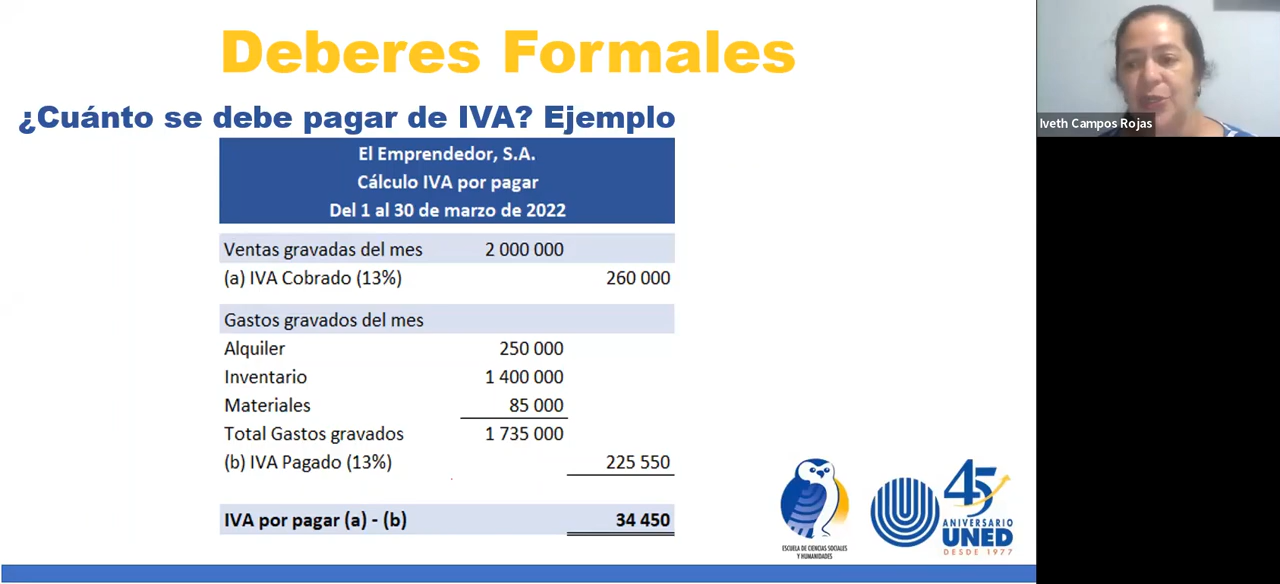 Deberes Formales
¿Cuánto se debe pagar de IVA? Ejemplo
El Emprendedor, S.A.
Cálculo IVA por pagar
Del 1 al 30 de marzo de 2022
Ventas gravadas del mes 2 000 000
(a) IVA Cobrado (13%) 260 000
Gastos gravados del mes
Alquiler 250 000
Inventario 1 400 000
Materiales 85 000
Total Gastos gravados 1 735 000
(b) IVA Pagado (13%) 225 550
IVA por pagar (a) - (b) 34 450
Iveth Campos Rojas
ESCUELA DE CIENCIAS SOCIALES
Y HUMANIDADES
45
ANIVERSARIO
UNED
DESDE 1977